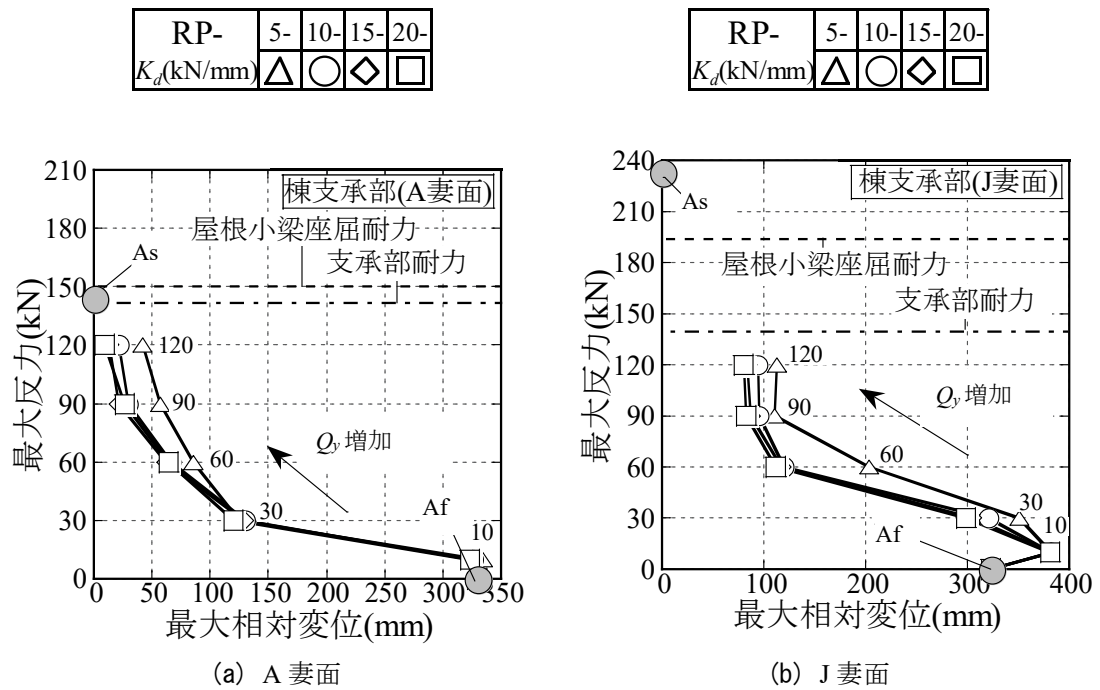 RP- 5- 10- 15- 20-
Kd(kN/mm)
RP- 5- 10- 15- 20-
Kd(kN/mm)
210
180
150
120
90
60
30
0
最大反力(kN)
棟支承部(A妻面)
屋根小梁座屈耐力
支承部耐力
As
120
90
60
30
10
Qy 増加
Af
0 50 100 150 200 250 300 350
最大相対変位(mm)
(a) A 妻面
240
210
180
150
120
90
60
30
0
最大反力(kN)
棟支承部(J妻面)
As
屋根小梁座屈耐力
支承部耐力
120
90
60
30
10
Qy 増加
Af
100 200 300 400
最大相対変位(mm)
(b) J 妻面